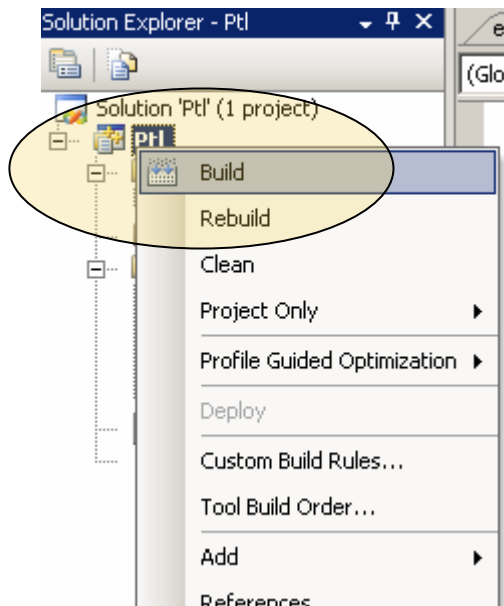 Solution Explorer - Ptl
e
(Glo
Solution 'Ptl' (1 project)
Ptl
Build
Rebuild
Clean
Project Only
Profile Guided Optimization
Deploy
Custom Build Rules...
Tool Build Order...
Add
References